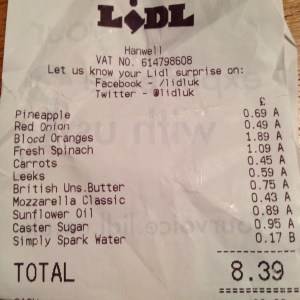 LiDL
Hanwell
VAT NO. 614798608
Let us know your Lidl surprise on:
Facebook - /lidluk
Twitter - @lidluk
£
Pineapple 0.69 A
Red Onion 0.49 A
Blood Oranges 1.89 A
Fresh Spinach 1.09 A
Carrots 0.45 A
Leeks 0.59 A
British Uns.Butter 0.75 A
Mozzarella Classic 0.43 A
Sunflower Oil 0.89 A
Caster Sugar 0.95 A
Simply Spark Water 0.17 B
TOTAL 8.39